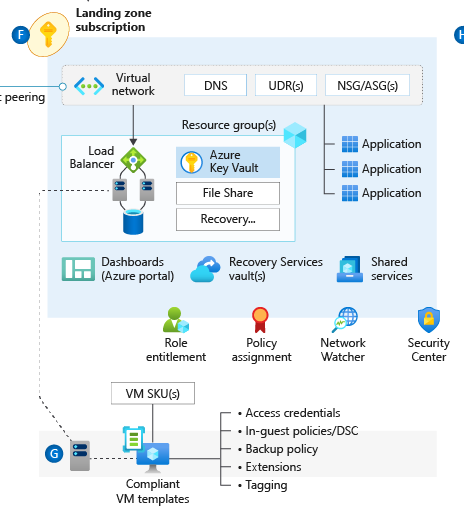 Landing zone
subscription
F
H
t peering
Virtual
network
DNS
UDR(s)
NSG/ASG(s)
Resource group(s)
Load
Balancer
Azure
Key Vault
File Share
Recovery...
Application
Application
Application
Dashboards
(Azure portal)
Recovery Services
vault(s)
Shared
services
Role
entitlement
Policy
assignment
Network
Watcher
Security
Center
VM SKU(s)
G
Compliant
VM templates
• Access credentials
• In-guest policies/DSC
• Backup policy
• Extensions
• Tagging